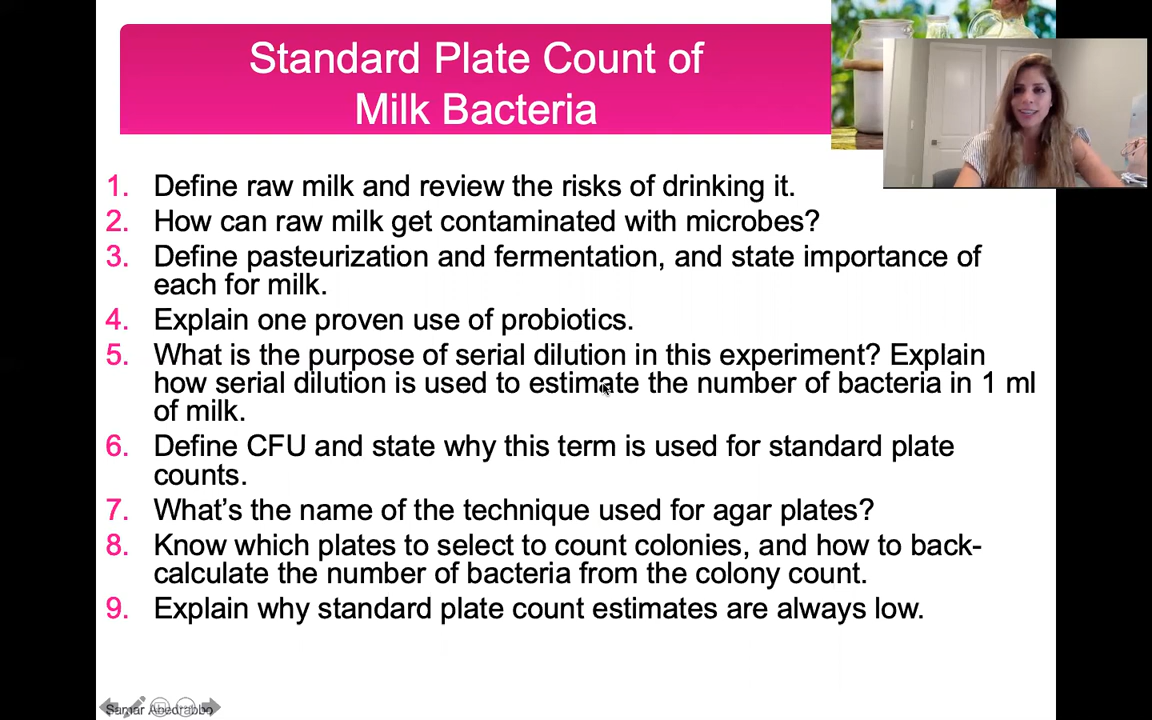 Standard Plate Count of
Milk Bacteria
1. Define raw milk and review the risks of drinking it.
2. How can raw milk get contaminated with microbes?
3. Define pasteurization and fermentation, and state importance of
each for milk.
4. Explain one proven use of probiotics.
5. What is the purpose of serial dilution in this experiment? Explain
how serial dilution is used to estimate the number of bacteria in 1 ml
of milk.
6. Define CFU and state why this term is used for standard plate
counts.
7. What’s the name of the technique used for agar plates?
8. Know which plates to select to count colonies, and how to back-
calculate the number of bacteria from the colony count.
9. Explain why standard plate count estimates are always low.
Samar Abedrabbo